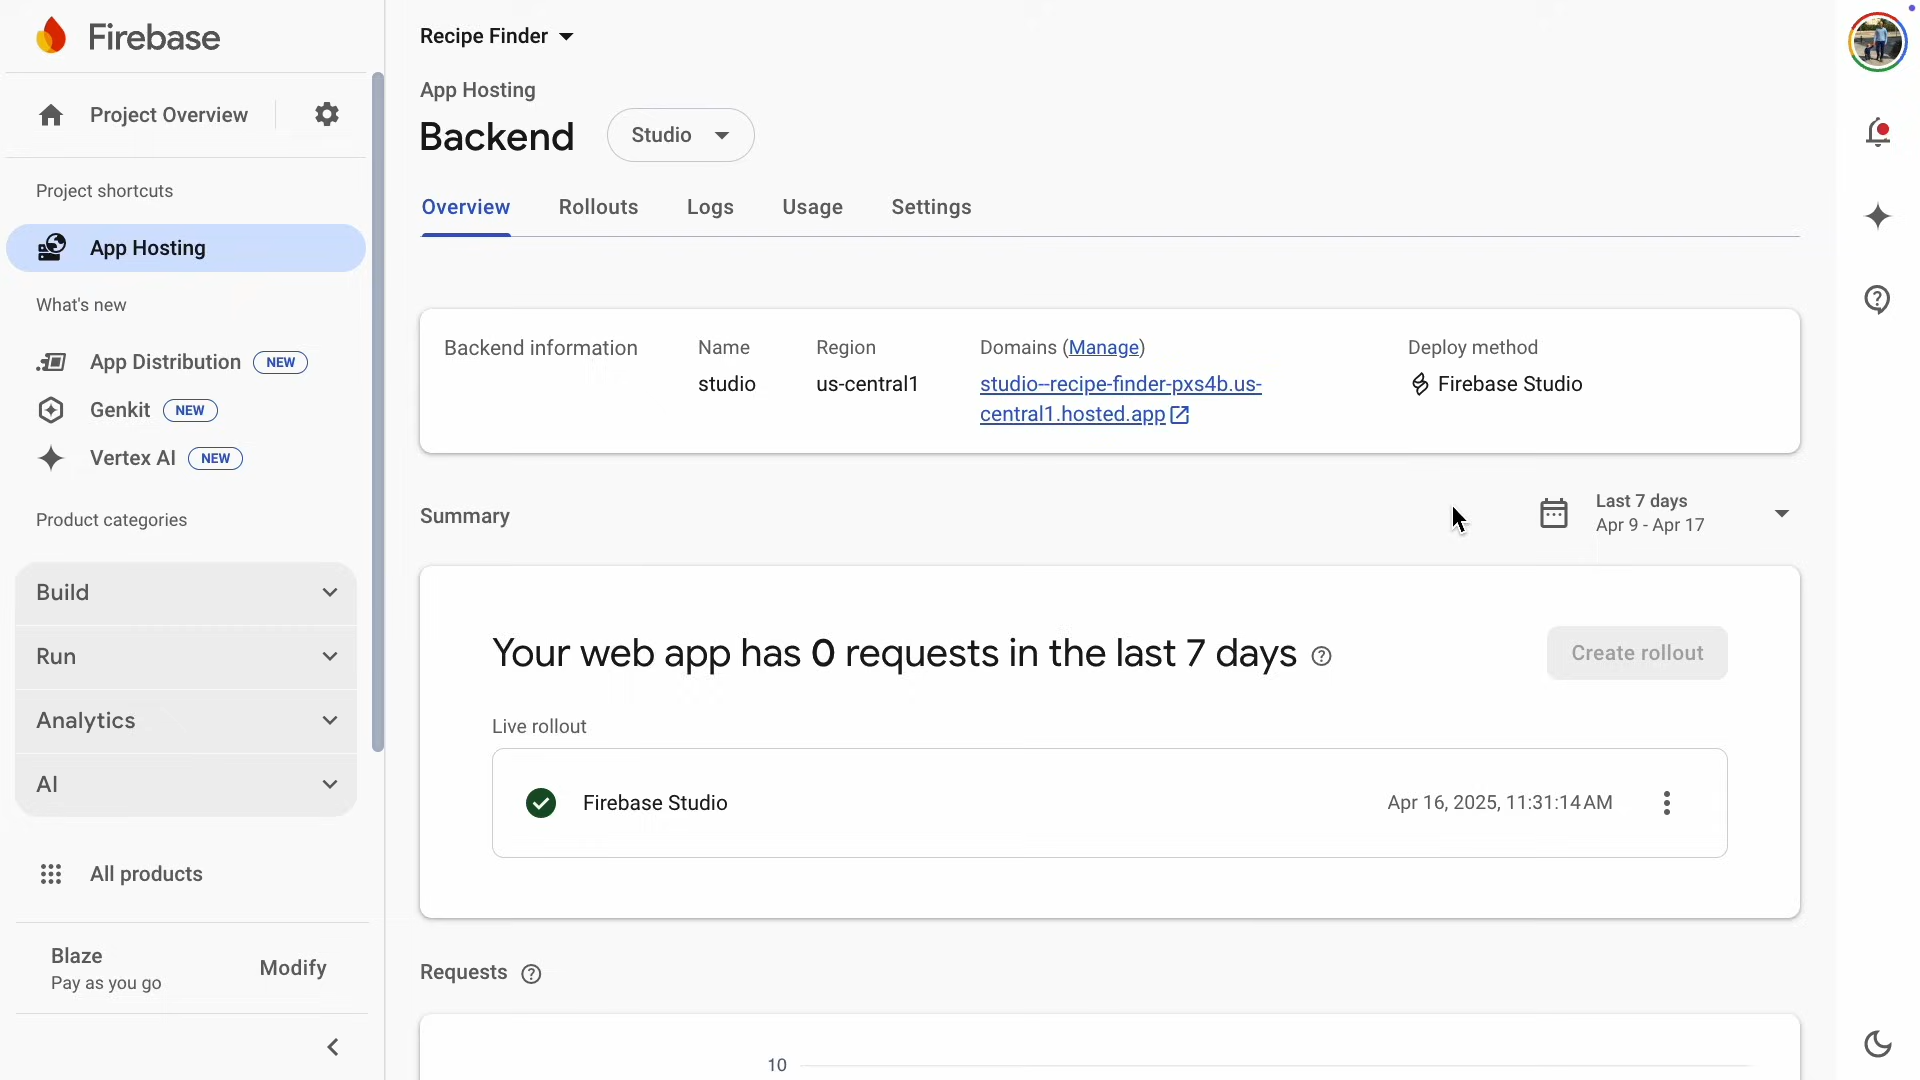 Firebase
Project Overview
Project shortcuts
App Hosting
What's new
App Distribution NEW
Genkit NEW
Vertex AI NEW
Product categories
Build
Run
Analytics
AI
All products
Blaze
Pay as you go
Modify
Recipe Finder
App Hosting
Backend
Studio
Overview Rollouts Logs Usage Settings
Backend information
Name
studio
Region
us-central1
Domains (Manage)
studio--recipe-finder-pxs4b.us-
central1.hosted.app
Deploy method
Firebase Studio
Summary
Last 7 days
Apr 9 - Apr 17
Your web app has 0 requests in the last 7 days
Create rollout
Live rollout
Firebase Studio
Apr 16, 2025, 11:31:14 AM
Requests
10